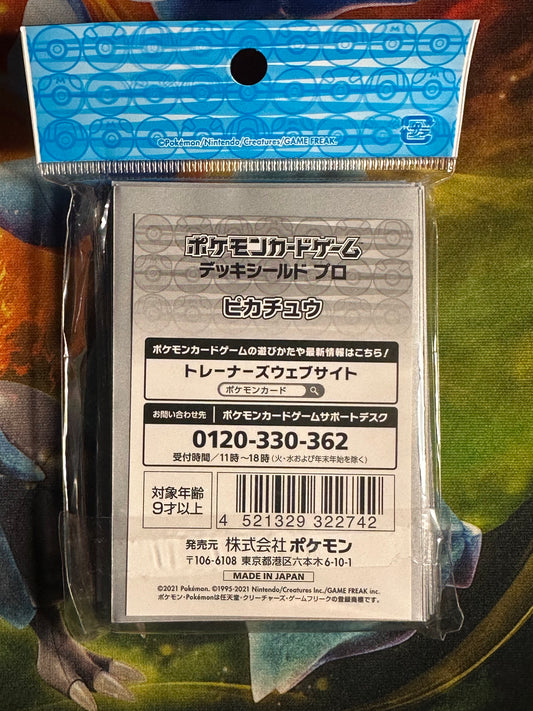 ©Pokémon/Nintendo/Creatures/GAME FREAK.
プラ
ポケモンカードゲーム
デッキシールド プロ
ピカチュウ
ポケモンカードゲームの遊びかたや最新情報はこちら!
トレーナーズウェブサイト
ポケモンカード
お問い合わせ先 ポケモンカードゲームサポートデスク
0120-330-362
受付時間/11時~18時(火・水および年末年始を除く)
対象年齢
9才以上
4 521329 322742
発売元 株式会社ポケモン
〒106-6108 東京都港区六本木6-10-1
MADE IN JAPAN
©2021 Pokémon. ©1995-2021 Nintendo/Creatures Inc./GAME FREAK inc.
ポケモン・Pokémonは任天堂・クリーチャーズ・ゲームフリークの登録商標です。